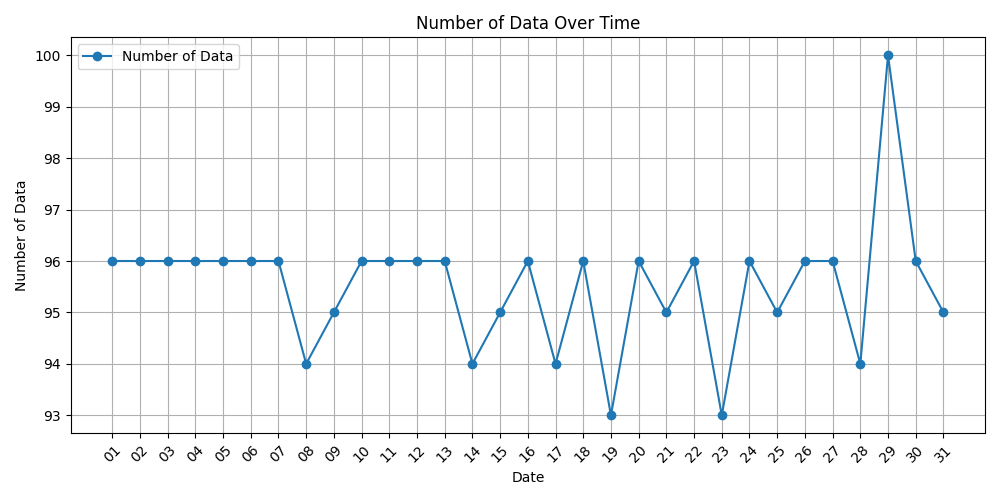 Number of Data Over Time
Number of Data
100
99
98
97
96
95
94
93
Number of Data
01 02 03 04 05 06 07 08 09 10 11 12 13 14 15 16 17 18 19 20 21 22 23 24 25 26 27 28 29 30 31
Date